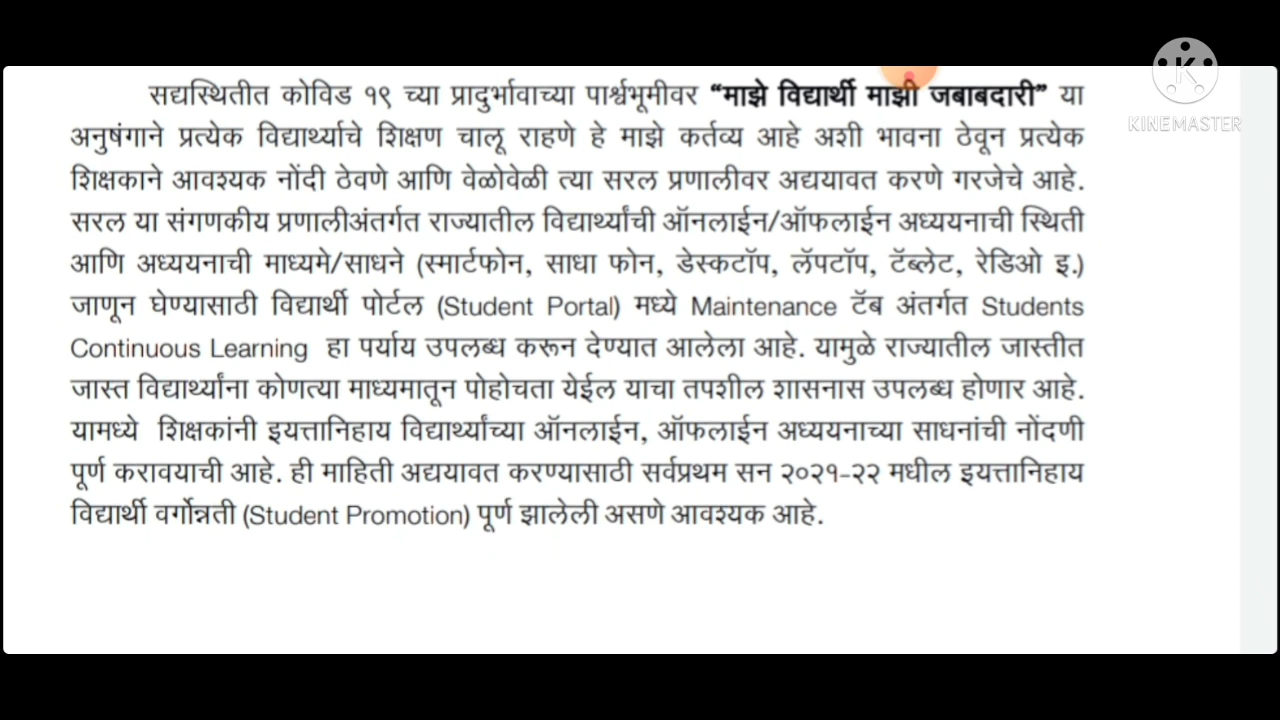 सद्यस्थितीत कोविड १९ च्या प्रादुर्भावाच्या पार्श्वभूमीवर “माझे विद्यार्थी माझी जबाबदारी” या
अनुषंगाने प्रत्येक विद्यार्थ्याचे शिक्षण चालू राहणे हे माझे कर्तव्य आहे अशी भावना ठेवून प्रत्येक
शिक्षकाने आवश्यक नोंदी ठेवणे आणि वेळोवेळी त्या सरल प्रणालीवर अद्ययावत करणे गरजेचे आहे.
सरल या संगणकीय प्रणालीअंतर्गत राज्यातील विद्यार्थ्यांची ऑनलाईन/ऑफलाईन अध्ययनाची स्थिती
आणि अध्ययनाची माध्यमे/साधने (स्मार्टफोन, साधा फोन, डेस्कटॉप, लॅपटॉप, टॅब्लेट, रेडिओ इ.)
जाणून घेण्यासाठी विद्यार्थी पोर्टल (Student Portal) मध्ये Maintenance टॅब अंतर्गत Students
Continuous Learning हा पर्याय उपलब्ध करून देण्यात आलेला आहे. यामुळे राज्यातील जास्तीत
जास्त विद्यार्थ्यांना कोणत्या माध्यमातून पोहोचता येईल याचा तपशील शासनास उपलब्ध होणार आहे.
यामध्ये शिक्षकांनी इयत्तानिहाय विद्यार्थ्यांच्या ऑनलाईन, ऑफलाईन अध्ययनाच्या साधनांची नोंदणी
पूर्ण करावयाची आहे. ही माहिती अद्ययावत करण्यासाठी सर्वप्रथम सन २०२१-२२ मधील इयत्तानिहाय
विद्यार्थी वर्गोन्नती (Student Promotion) पूर्ण झालेली असणे आवश्यक आहे.
K
KINEMASTER